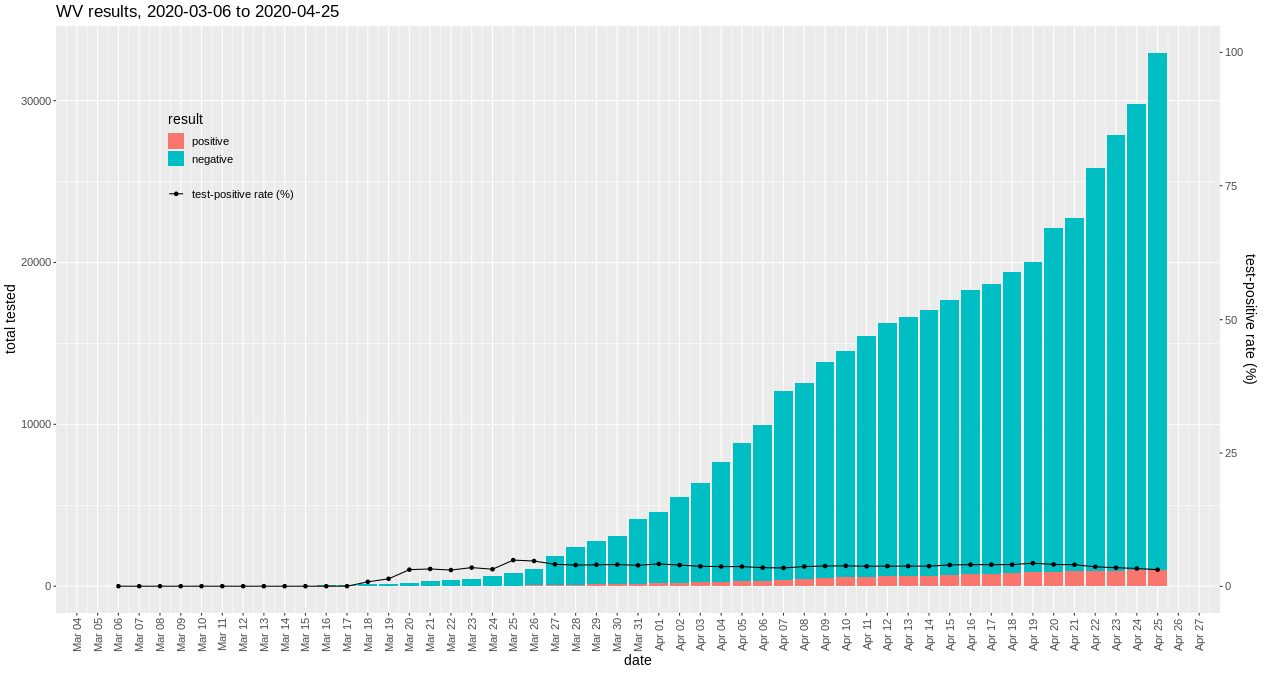 WV results, 2020-03-06 to 2020-04-25
result
positive
negative
test-positive rate (%)
total tested
30000
20000
10000
0
100
75
50
25
0
test-positive rate (%)
Mar 04
Mar 05
Mar 06
Mar 07
Mar 08
Mar 09
Mar 10
Mar 11
Mar 12
Mar 13
Mar 14
Mar 15
Mar 16
Mar 17
Mar 18
Mar 19
Mar 20
Mar 21
Mar 22
Mar 23
Mar 24
Mar 25
Mar 26
Mar 27
Mar 28
Mar 29
Mar 30
Mar 31
Apr 01
Apr 02
Apr 03
Apr 04
Apr 05
Apr 06
Apr 07
Apr 08
Apr 09
Apr 10
Apr 11
Apr 12
Apr 13
Apr 14
Apr 15
Apr 16
Apr 17
Apr 18
Apr 19
Apr 20
Apr 21
Apr 22
Apr 23
Apr 24
Apr 25
Apr 26
Apr 27
date